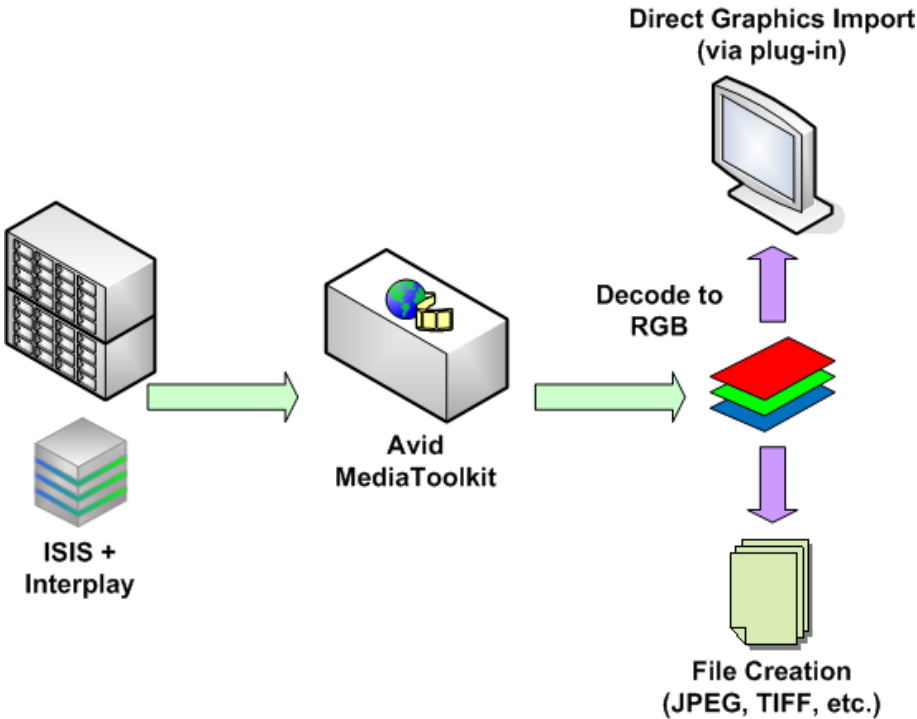 Direct Graphics Import
(via plug-in)
Decode to
RGB
Avid
MediaToolkit
ISIS +
Interplay
File Creation
(JPEG, TIFF, etc.)